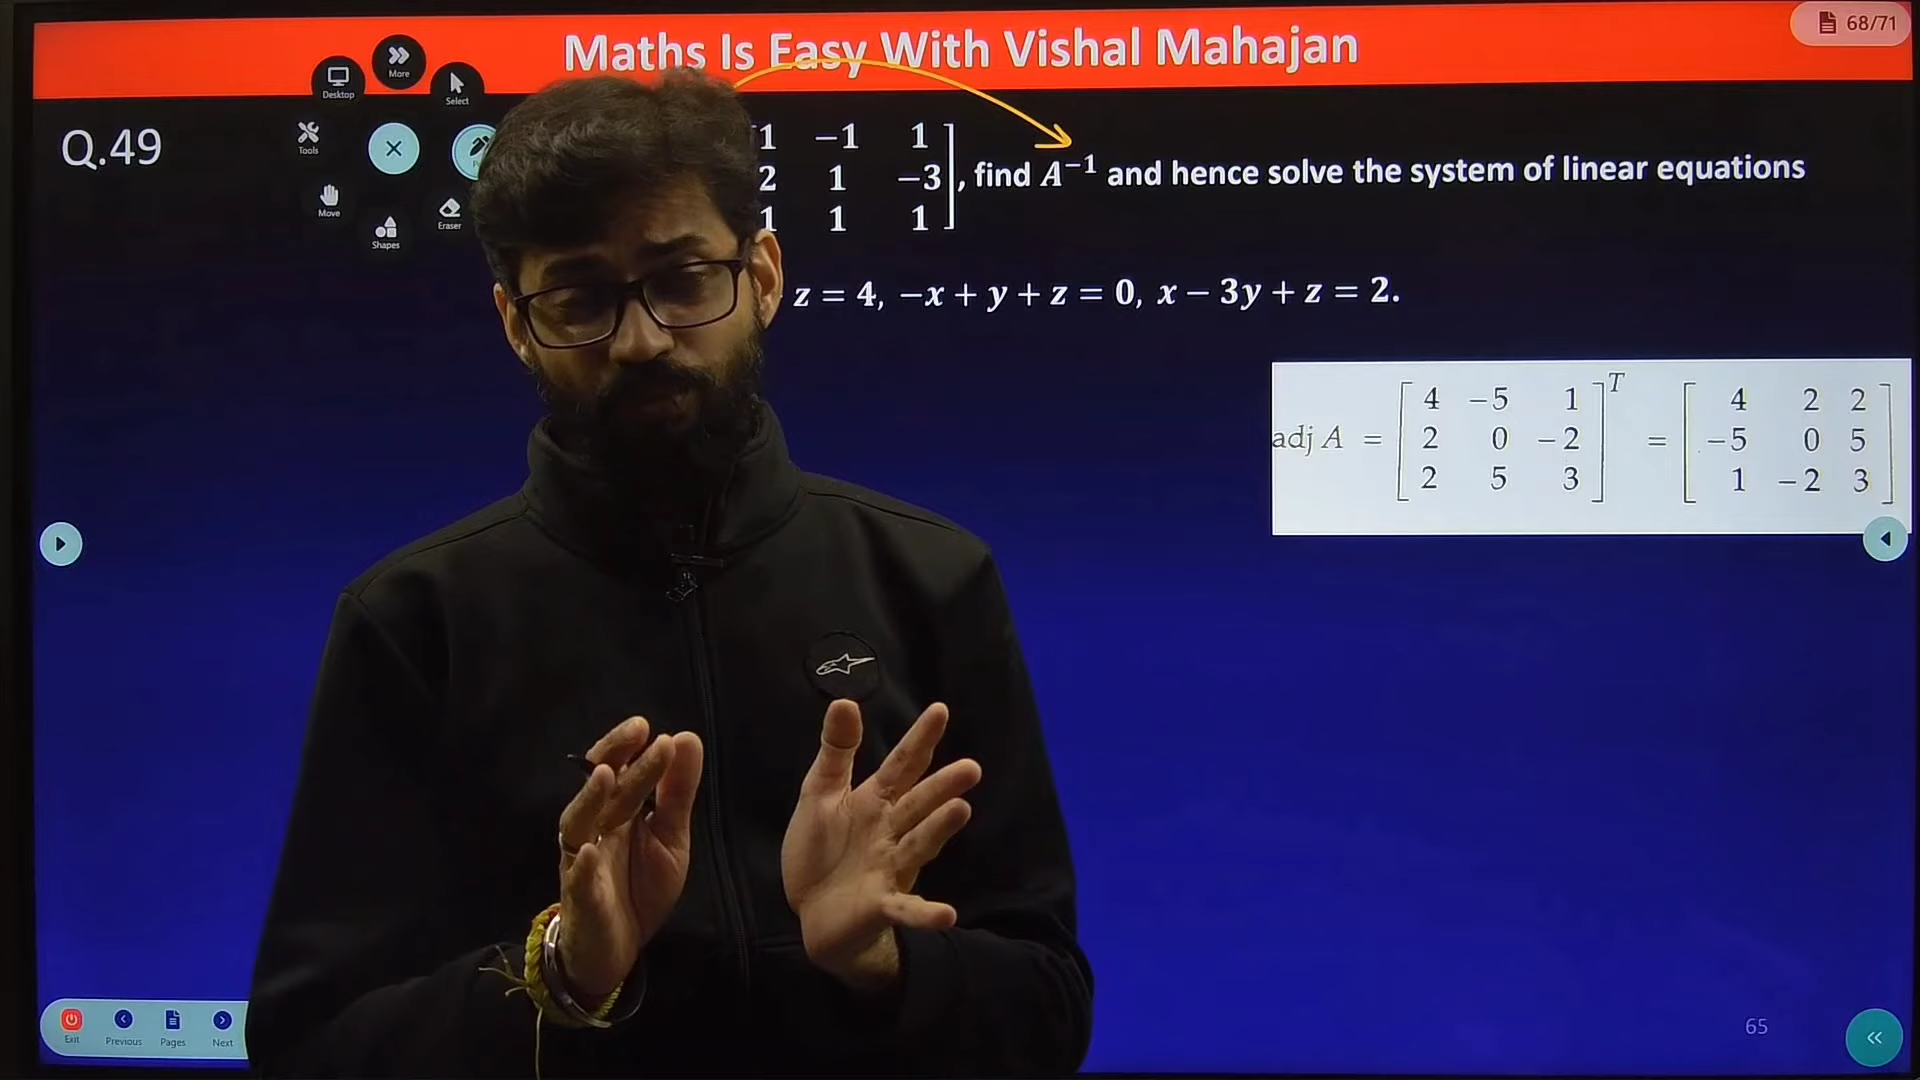 Maths Is Easy With Vishal Mahajan
68/71
More
Desktop
Select
Q.49
Tools
Move
Shapes
Eraser
1 −1 1
2 1 −3
1 1 1
, find A⁻¹ and hence solve the system of linear equations
z = 4, −x + y + z = 0, x − 3y + z = 2.
adj A = [4 −5 1; 2 0 −2; 2 5 3]ᵀ = [4 2 2; −5 0 5; 1 −2 3]
65
Exit
Previous
Pages
Next